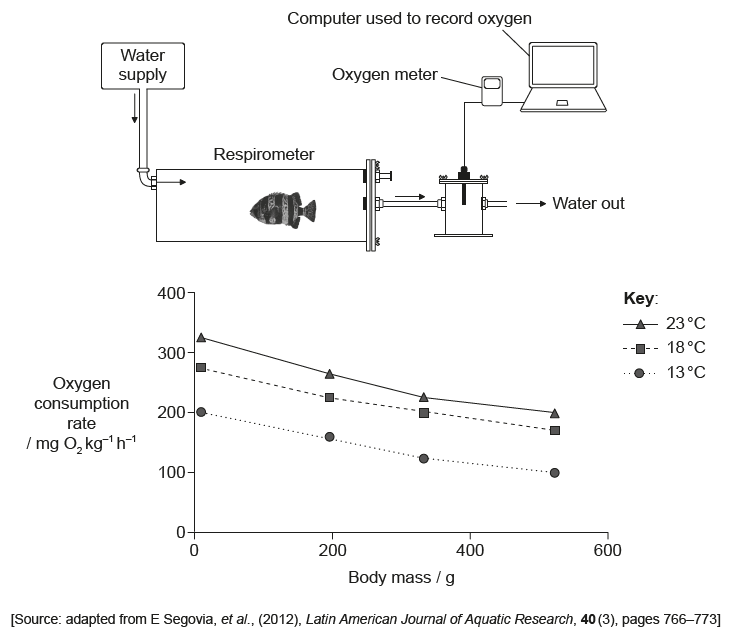 Computer used to record oxygen
Water
supply
Oxygen meter
Respirometer
Water out
400
300
200
100
0
Oxygen
consumption
rate
/ mg O₂ kg⁻¹ h⁻¹
0
200
400
600
Body mass / g
Key:
23 °C
18 °C
13 °C
[Source: adapted from E Segovia, et al., (2012), Latin American Journal of Aquatic Research, 40 (3), pages 766–773]